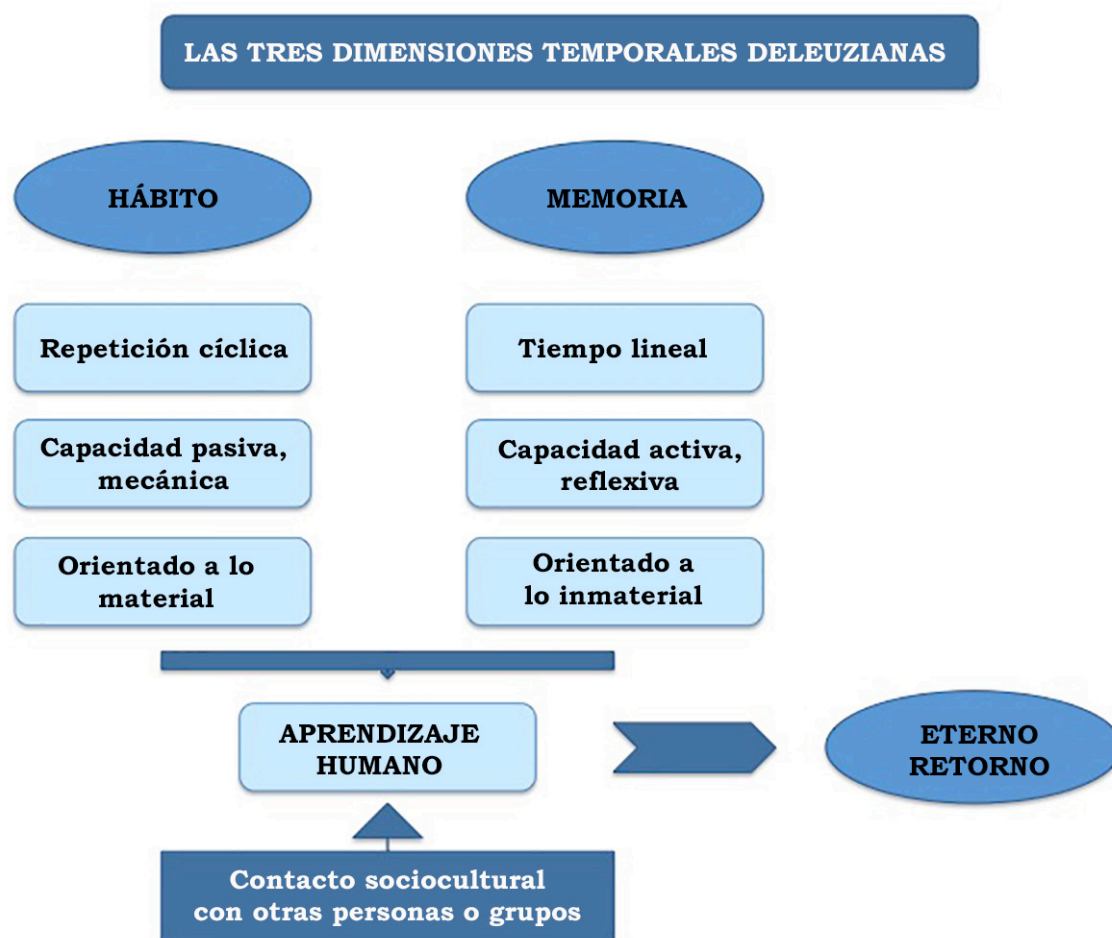 LAS TRES DIMENSIONES TEMPORALES DELEUZIANAS
HÁBITO
MEMORIA
Repetición cíclica
Tiempo lineal
Capacidad pasiva,
mecánica
Capacidad activa,
reflexiva
Orientado a lo
material
Orientado a
lo inmaterial
APRENDIZAJE
HUMANO
ETERNO
RETORNO
Contacto sociocultural
con otras personas o grupos